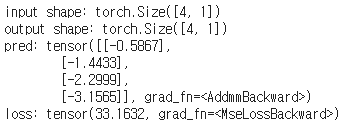 input shape: torch.Size([4, 1])
output shape: torch.Size([4, 1])
pred: tensor([[-0.5867],
        [-1.4433],
        [-2.2999],
        [-3.1565]], grad_fn=<AddmmBackward>)
loss: tensor(33.1632, grad_fn=<MseLossBackward>)